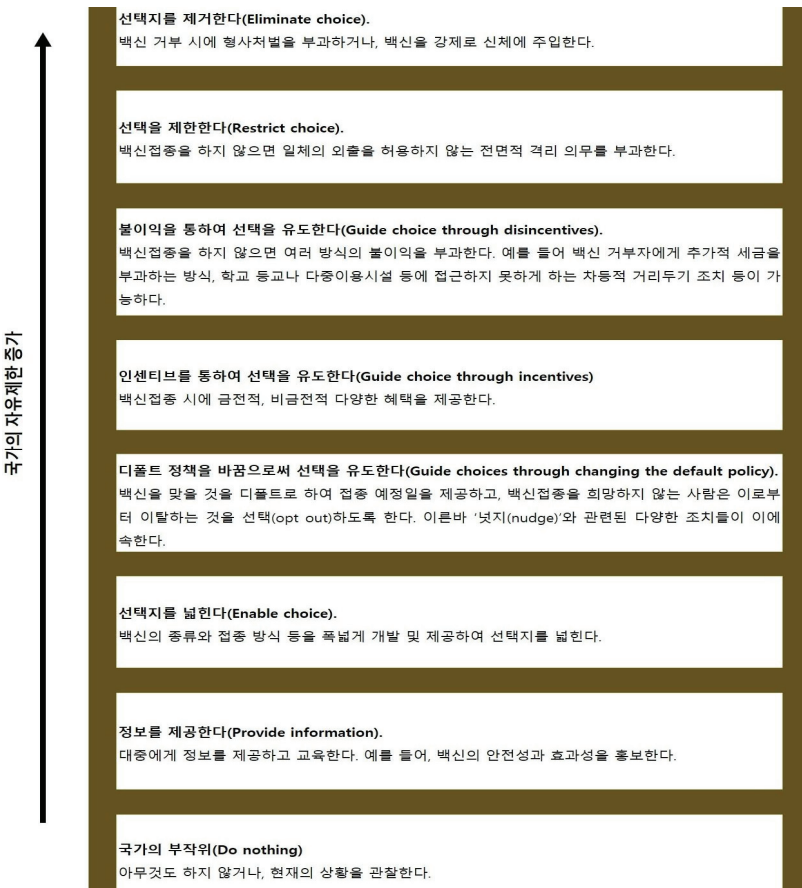 선택지를 제거한다(Eliminate choice).
백신 거부 시에 형사처벌을 부과하거나, 백신을 강제로 신체에 주입한다.
선택을 제한한다(Restrict choice).
백신접종을 하지 않으면 일체의 외출을 허용하지 않는 전면적 격리 의무를 부과한다.
불이익을 통하여 선택을 유도한다(Guide choice through disincentives).
백신접종을 하지 않으면 여러 방식의 불이익을 부과한다. 예를 들어 백신 거부자에게 추가적 세금을
부과하는 방식, 학교 등교나 다중이용시설 등에 접근하지 못하게 하는 차등적 거리두기 조치 등이 가
능하다.
인센티브를 통하여 선택을 유도한다(Guide choice through incentives)
백신접종 시에 금전적, 비금전적 다양한 혜택을 제공한다.
디폴트 정책을 바꿈으로써 선택을 유도한다(Guide choices through changing the default policy).
백신을 맞을 것을 디폴트로 하여 접종 예정일을 제공하고, 백신접종을 희망하지 않는 사람은 이로부
터 이탈하는 것을 선택(opt out)하도록 한다. 이른바 ‘넛지(nudge)’와 관련된 다양한 조치들이 이에
속한다.
선택지를 넓힌다(Enable choice).
백신의 종류와 접종 방식 등을 폭넓게 개발 및 제공하여 선택지를 넓힌다.
정보를 제공한다(Provide information).
대중에게 정보를 제공하고 교육한다. 예를 들어, 백신의 안전성과 효과성을 홍보한다.
국가의 부작위(Do nothing)
아무것도 하지 않거나, 현재의 상황을 관찰한다.
국가의 자유제한 증가